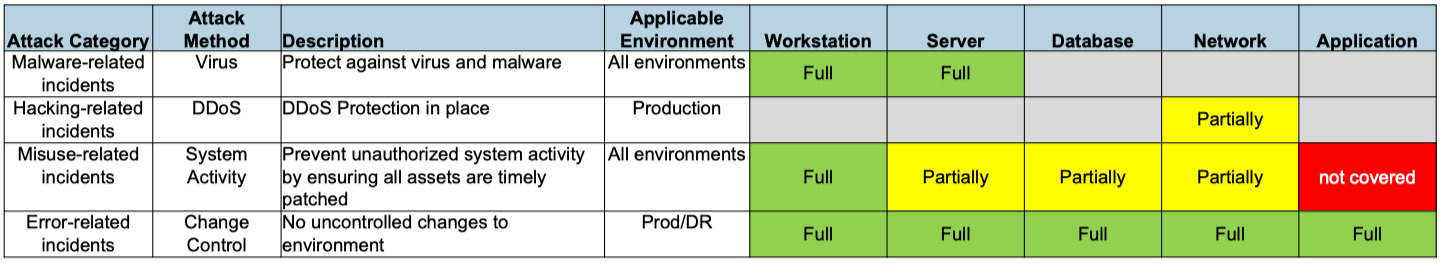 Attack Category Attack Method Description Applicable Environment Workstation Server Database Network Application
Malware-related incidents Virus Protect against virus and malware All environments Full Full
Hacking-related incidents DDoS DDoS Protection in place Production Partially
Misuse-related incidents System Activity Prevent unauthorized system activity by ensuring all assets are timely patched All environments Full Partially Partially Partially not covered
Error-related incidents Change Control No uncontrolled changes to environment Prod/DR Full Full Full Full Full